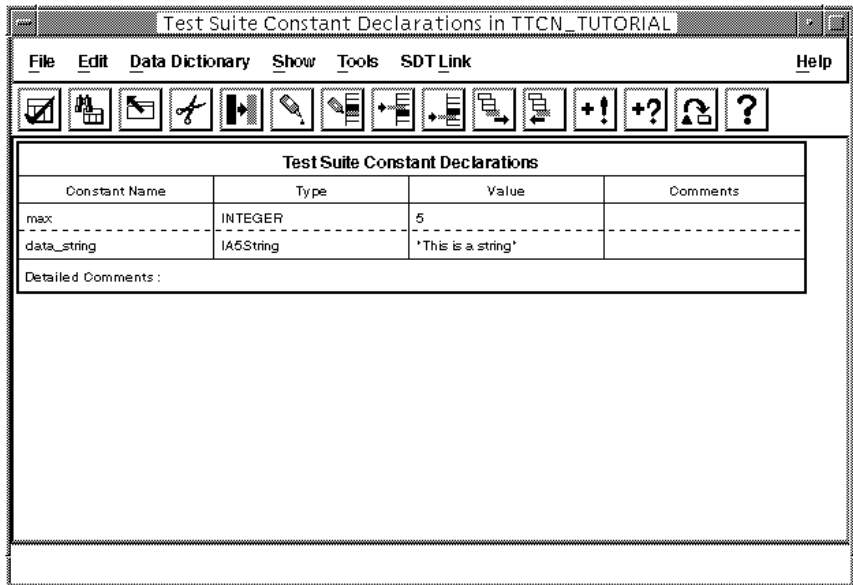 Test Suite Constant Declarations in TTCN_TUTORIAL
File Edit Data Dictionary Show Tools SDT Link Help
+! +? ?
Test Suite Constant Declarations
Constant Name Type Value Comments
max INTEGER 5
data_string IA5String "This is a string"
Detailed Comments :